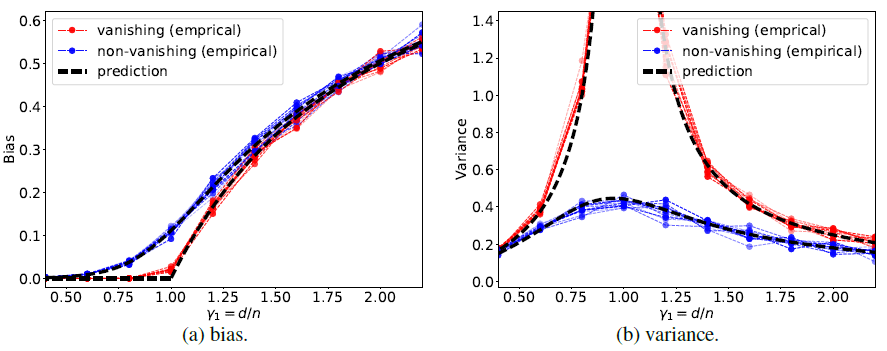 vanishing (emprical)
non-vanishing (empirical)
prediction
Bias
0.6
0.5
0.4
0.3
0.2
0.1
0.0
0.50 0.75 1.00 1.25 1.50 1.75 2.00
γ1 = d/n
(a) bias.
vanishing (empirical)
non-vanishing (empirical)
prediction
Variance
1.4
1.2
1.0
0.8
0.6
0.4
0.2
0.0
0.50 0.75 1.00 1.25 1.50 1.75 2.00
γ1 = d/n
(b) variance.